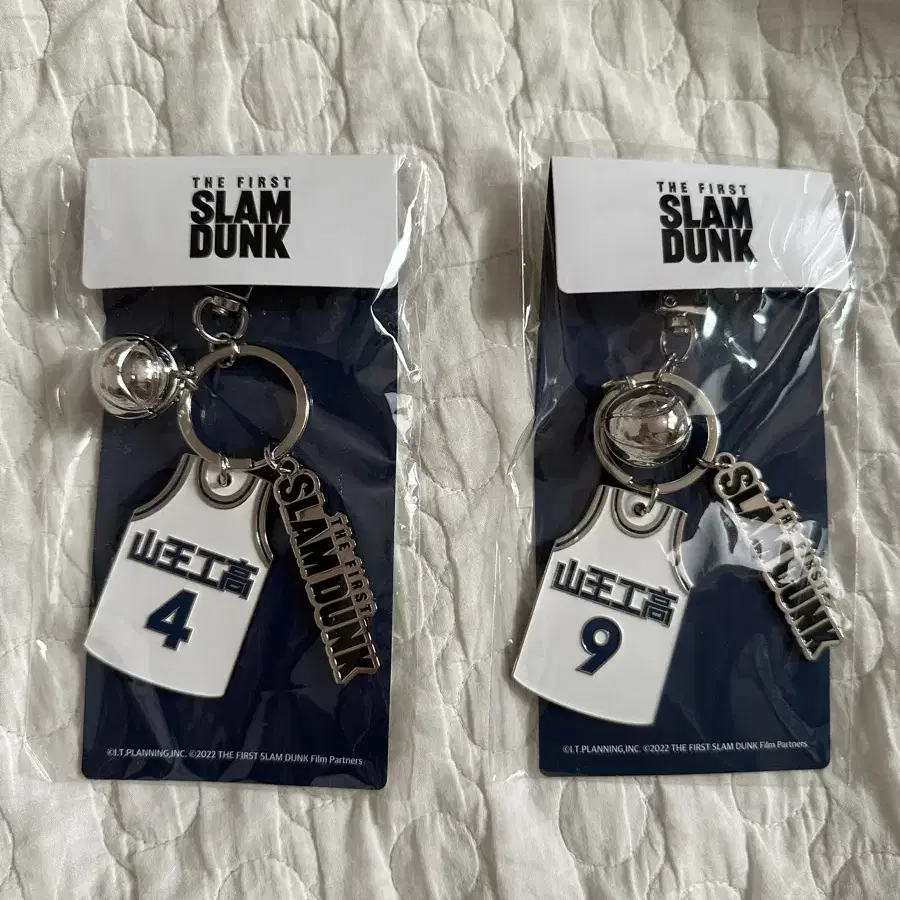 THE FIRST
SLAM
DUNK
山王工高
4
THE FIRST
SLAM DUNK
©I.T.PLANNING,INC. ©2022 THE FIRST SLAM DUNK Film Partners
THE FIRST
SLAM
DUNK
山王工高
9
THE FIRST
SLAM DUNK
©I.T.PLANNING,INC. ©2022 THE FIRST SLAM DUNK Film Partners